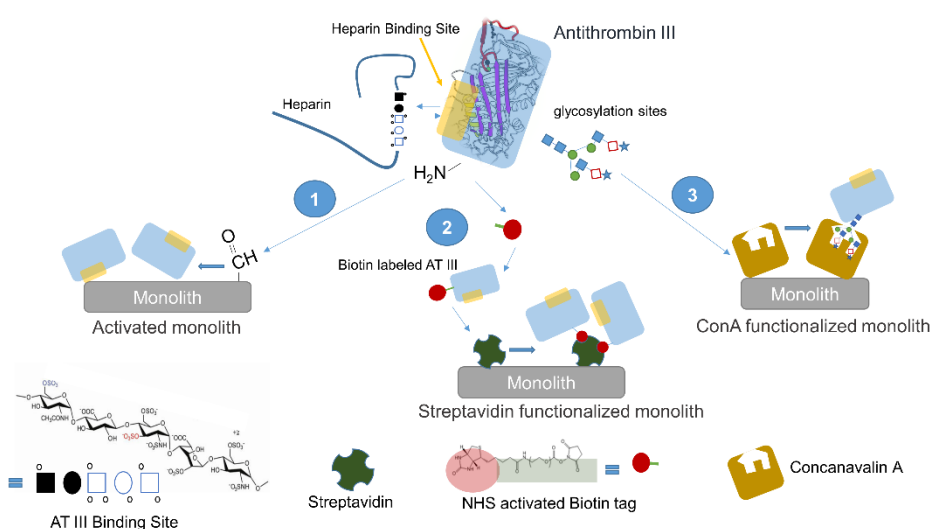 Heparin Binding Site
Antithrombin III
Heparin
glycosylation sites
H₂N
1
2
3
O
CH
Biotin labeled AT III
Monolith
Activated monolith
Monolith
Streptavidin functionalized monolith
Monolith
ConA functionalized monolith
AT III Binding Site
Streptavidin
NHS activated Biotin tag
Concanavalin A